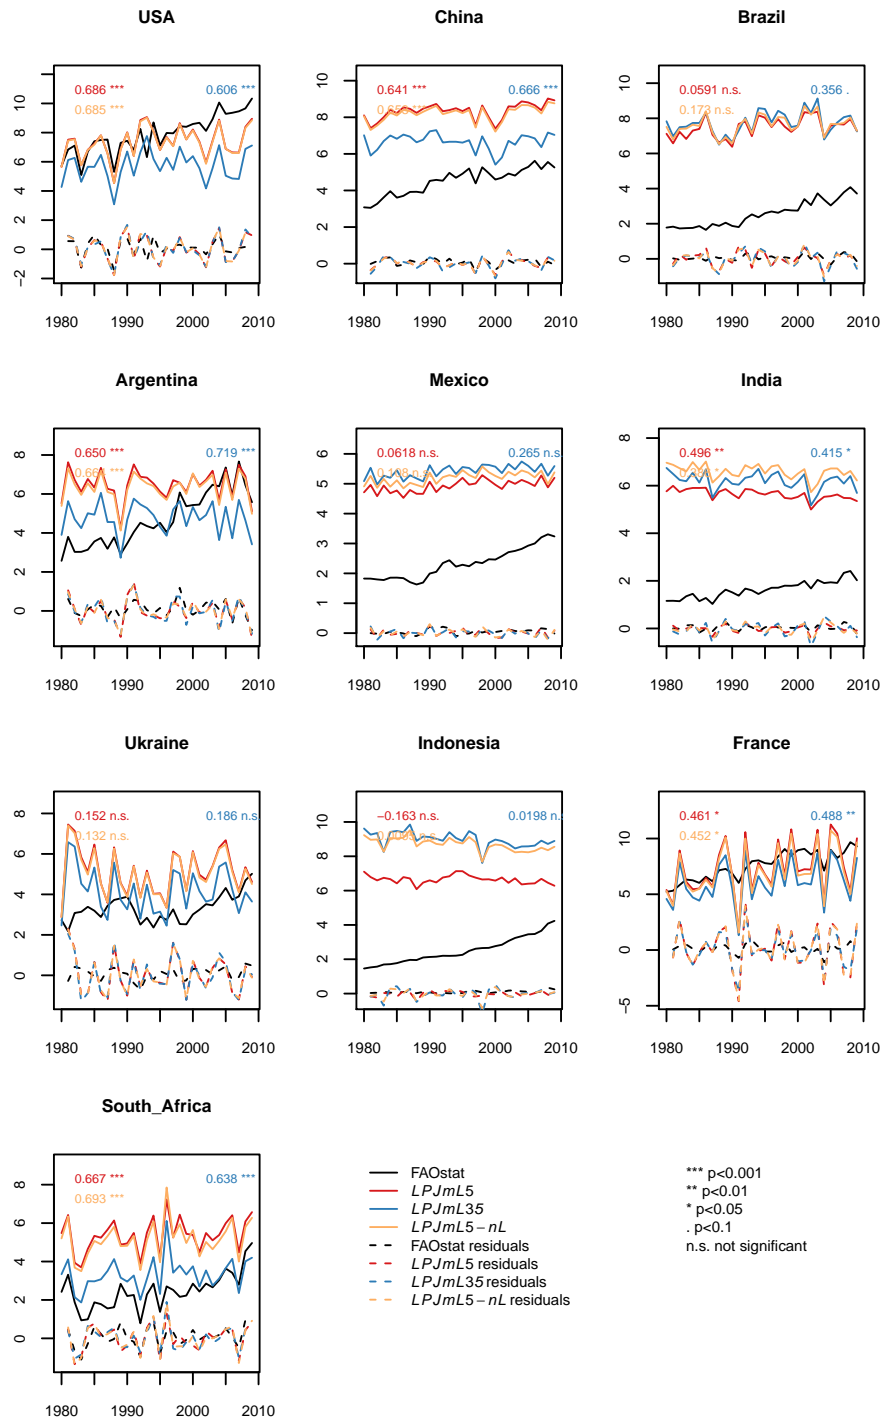 USA
0.686 *** 0.606 ***
0.685 ***
10
8
6
4
2
0
−2
1980 1990 2000 2010
China
0.641 *** 0.666 ***
10
8
6
4
2
0
1980 1990 2000 2010
Brazil
0.0591 n.s. 0.356 .
0.173 n.s.
10
8
6
4
2
0
1980 1990 2000 2010
Argentina
0.650 *** 0.719 ***
8
6
4
2
0
1980 1990 2000 2010
Mexico
0.0618 n.s. 0.265 n.s
6
5
4
3
2
1
0
1980 1990 2000 2010
India
0.496 ** 0.415 *
8
6
4
2
0
1980 1990 2000 2010
Ukraine
0.152 n.s. 0.186 n.s
0.132 n.s.
8
6
4
2
0
1980 1990 2000 2010
Indonesia
−0.163 n.s. 0.0198 n.s
10
8
6
4
2
0
1980 1990 2000 2010
France
0.461 * 0.488 **
0.452 *
10
5
0
−5
1980 1990 2000 2010
South_Africa
0.667 *** 0.638 ***
0.693 ***
8
6
4
2
0
1980 1990 2000 2010
FAOstat
LPJmL5
LPJmL35
LPJmL5 − nL
FAOstat residuals
LPJmL5 residuals
LPJmL35 residuals
LPJmL5 − nL residuals
*** p<0.001
** p<0.01
* p<0.05
. p<0.1
n.s. not significant